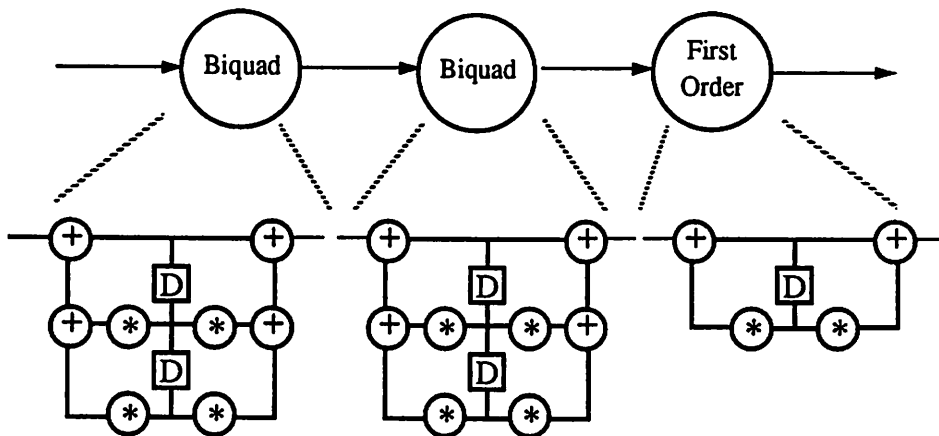 Biquad
Biquad
First
Order
+ + + + + +
D D D
+ * * + + * * + * *
D D
* * * *